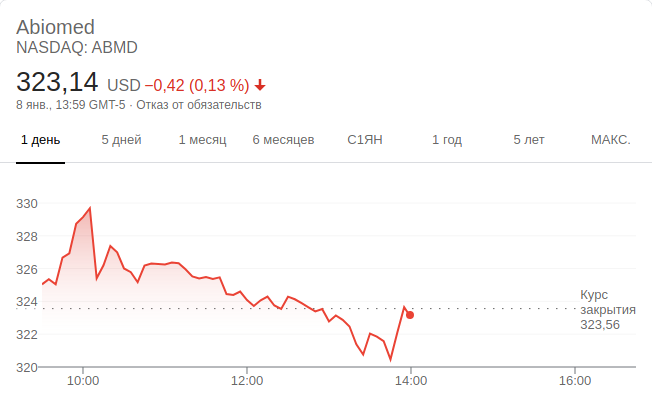 Abiomed
NASDAQ: ABMD
323,14 USD −0,42 (0,13 %)
8 янв., 13:59 GMT-5 · Отказ от обязательств
1 день 5 дней 1 месяц 6 месяцев С1ЯН 1 год 5 лет МАКС.
330
328
326
324
322
320
Курс
закрытия
323,56
10:00 12:00 14:00 16:00